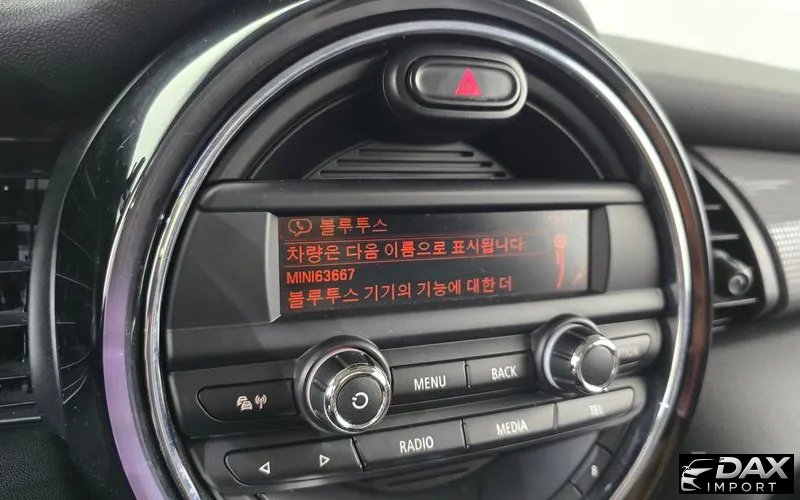 블루투스
차량은 다음 이름으로 표시됩니다.
MINI63667
블루투스 기기의 기능에 대한 더
MENU
BACK
RADIO
MEDIA
TEL
DAX
IMPORT